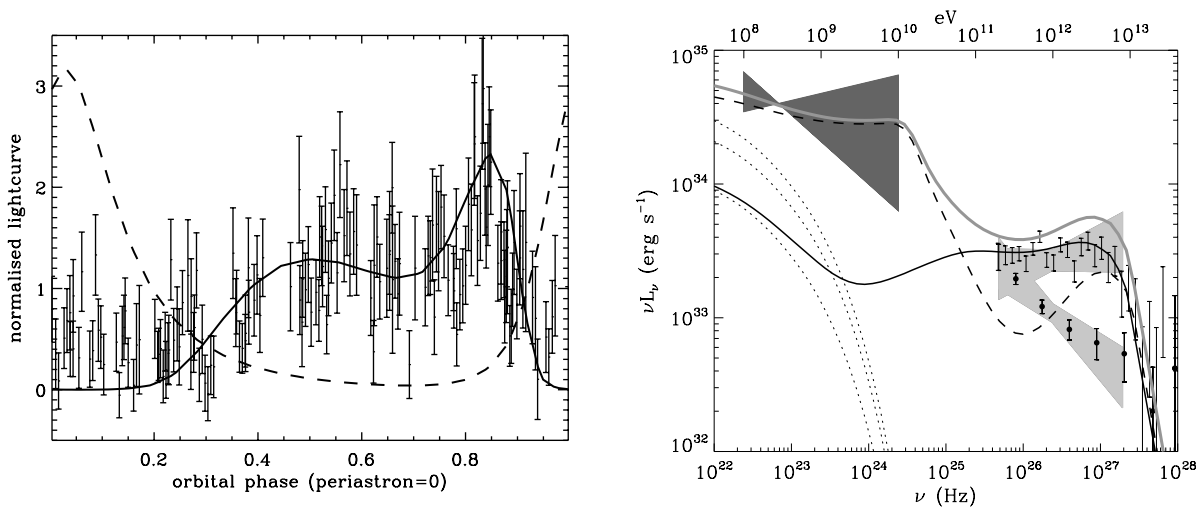 normalised lightcurve
3
2
1
0
0.2 0.4 0.6 0.8
orbital phase (periastron=0)
eV
10^8 10^9 10^10 10^11 10^12 10^13
νL_ν (erg s^−1)
10^35
10^34
10^33
10^32
10^22 10^23 10^24 10^25 10^26 10^27 10^28
ν (Hz)